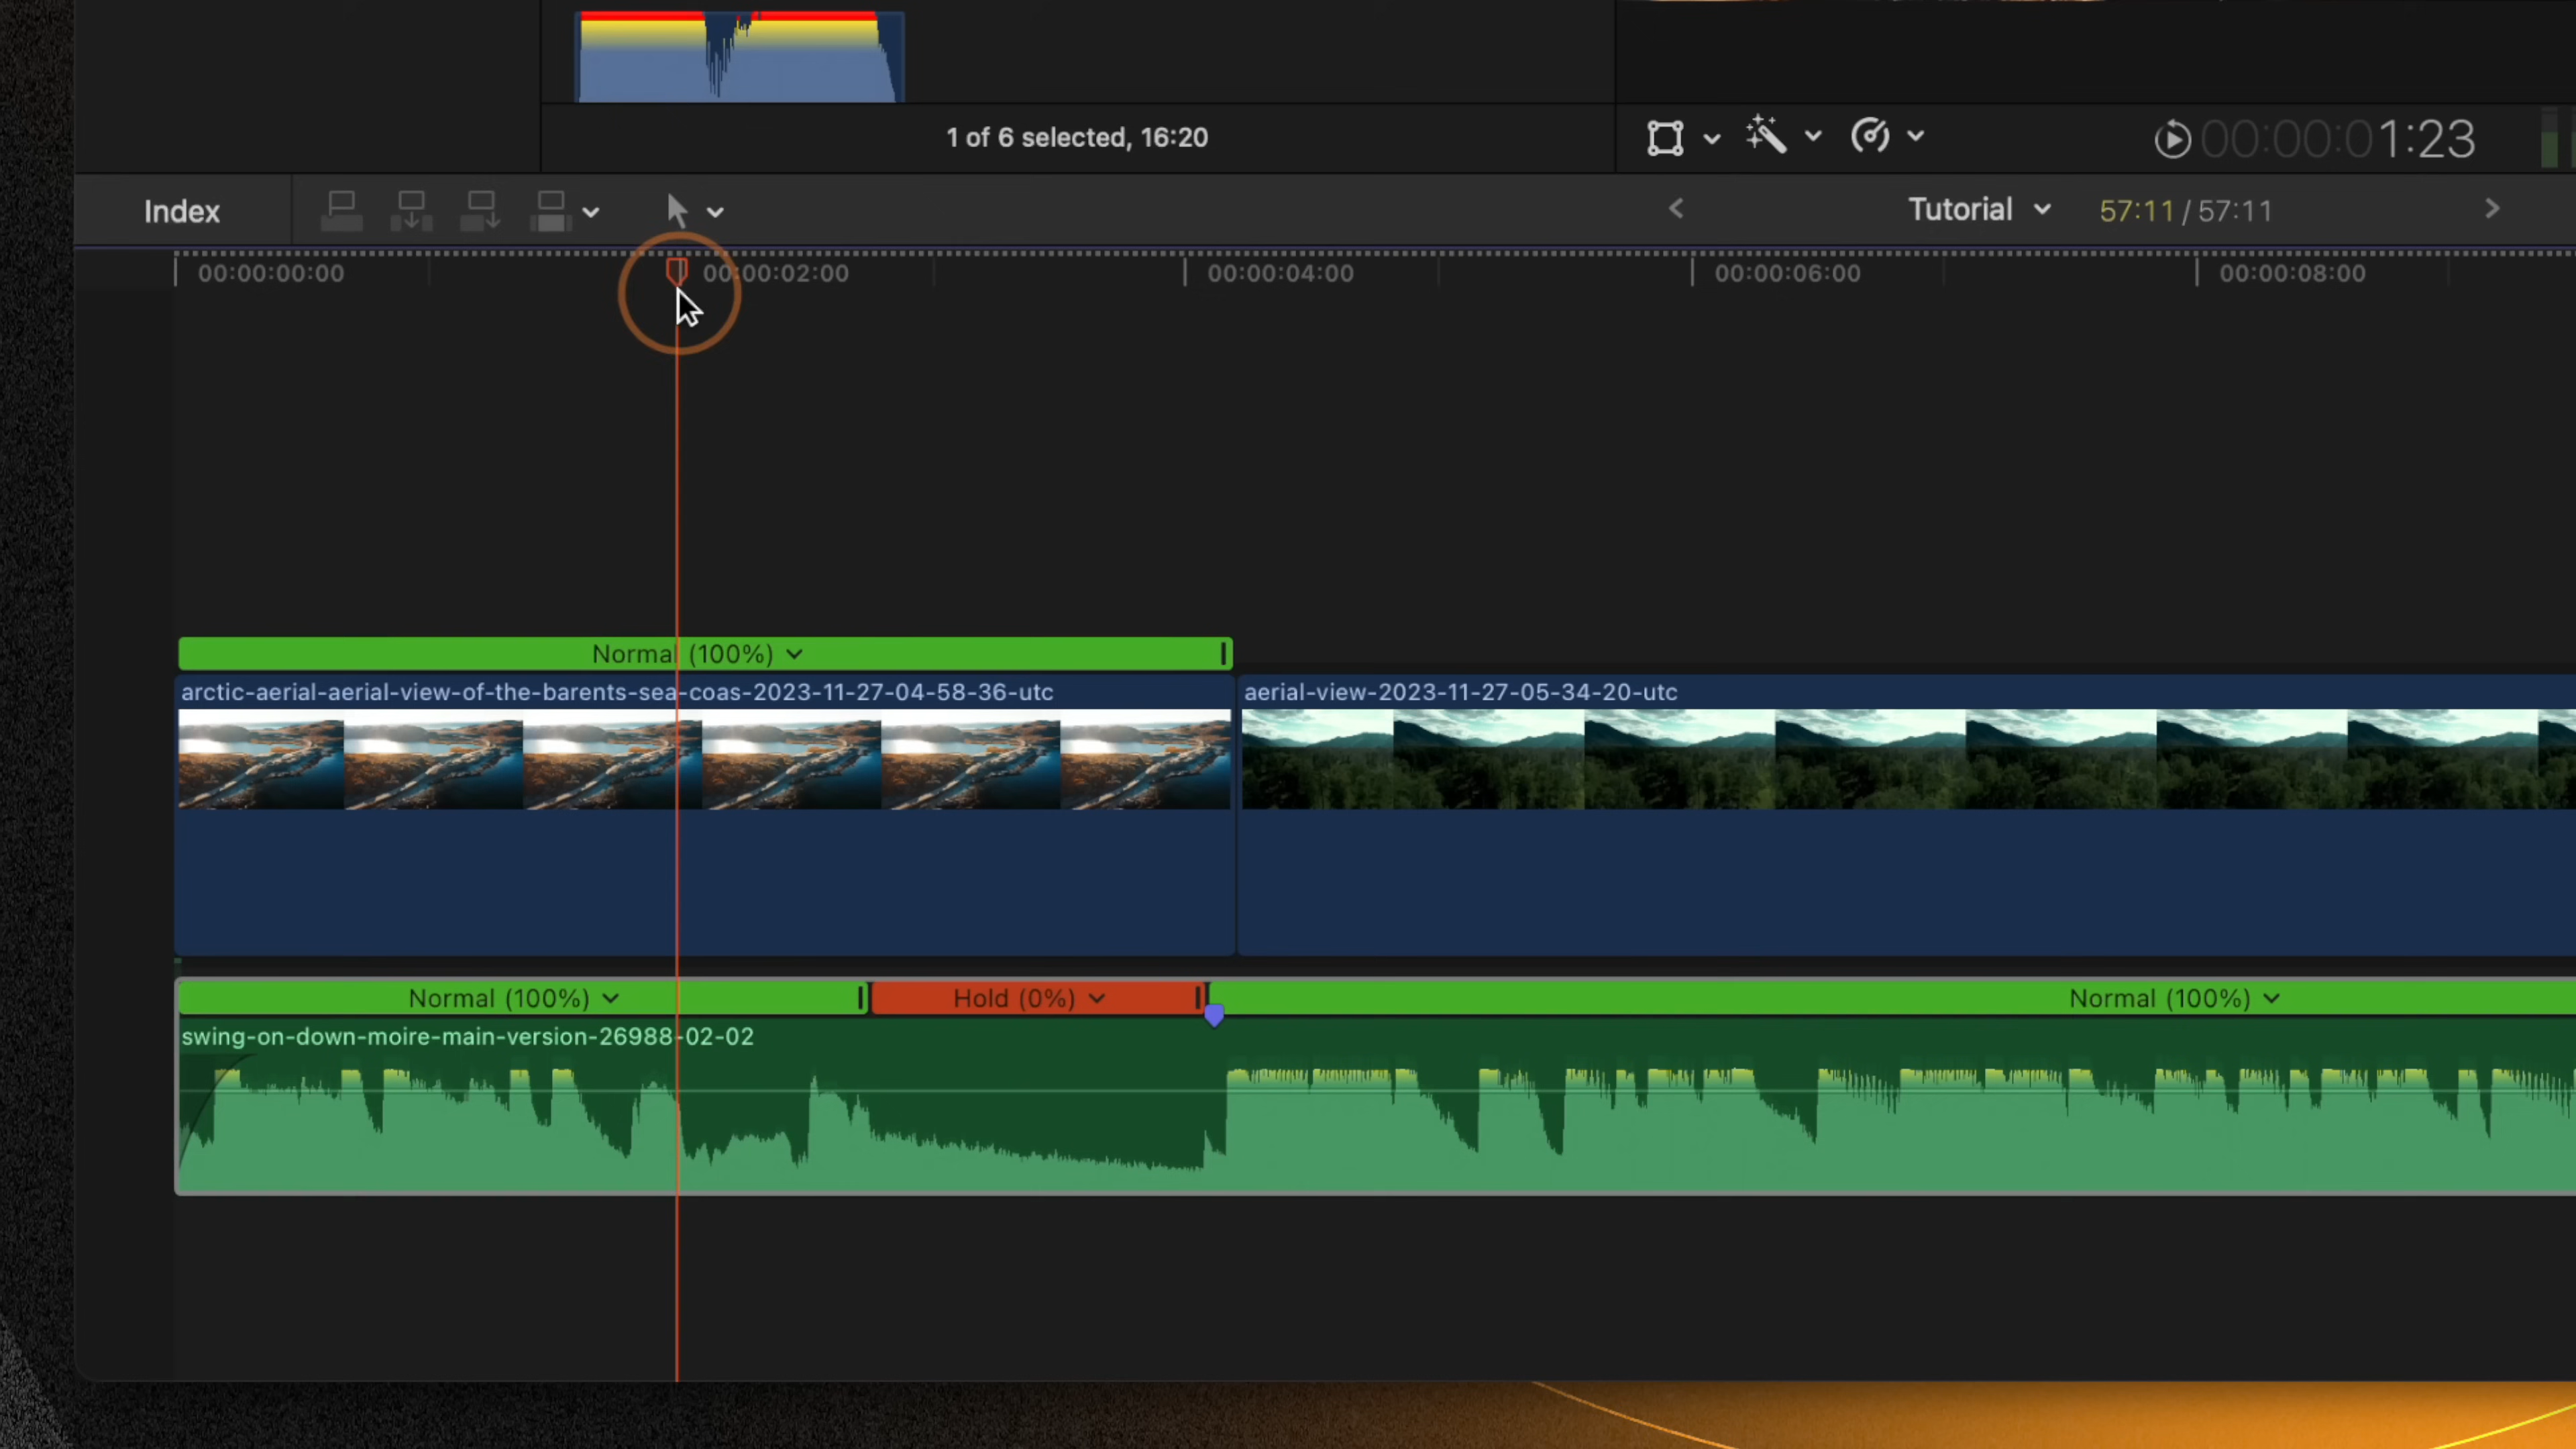 1 of 6 selected, 16:20
00:00:01:23
Index
Tutorial
57:11 / 57:11
00:00:00:00
00:00:02:00
00:00:04:00
00:00:06:00
00:00:08:00
Normal (100%)
arctic-aerial-aerial-view-of-the-barents-sea-coas-2023-11-27-04-58-36-utc
aerial-view-2023-11-27-05-34-20-utc
Normal (100%)
Hold (0%)
Normal (100%)
swing-on-down-moire-main-version-26988-02-02